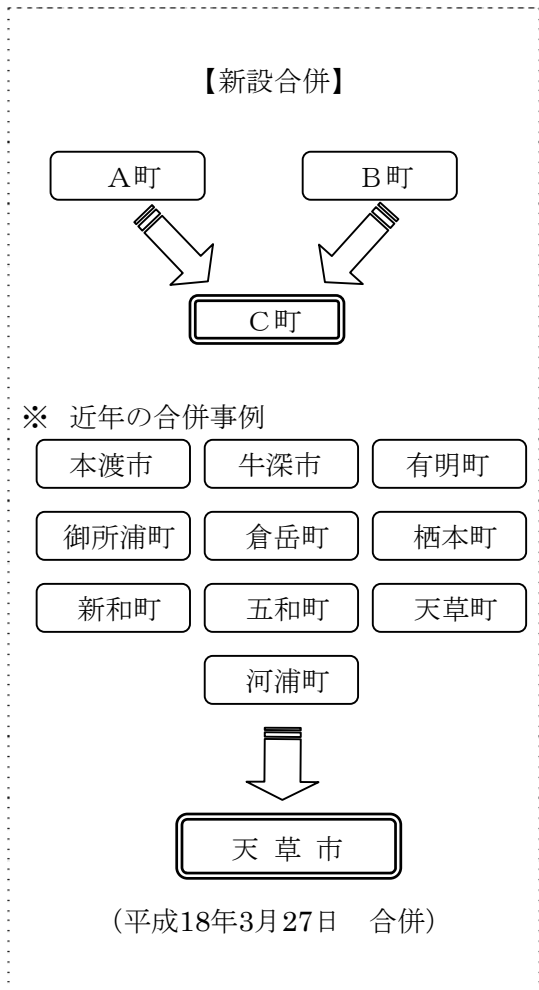 【新設合併】
A町 B町
C町
※ 近年の合併事例
本渡市 牛深市 有明町
御所浦町 倉岳町 栖本町
新和町 五和町 天草町
河浦町
天 草 市
（平成18年3月27日　合併）